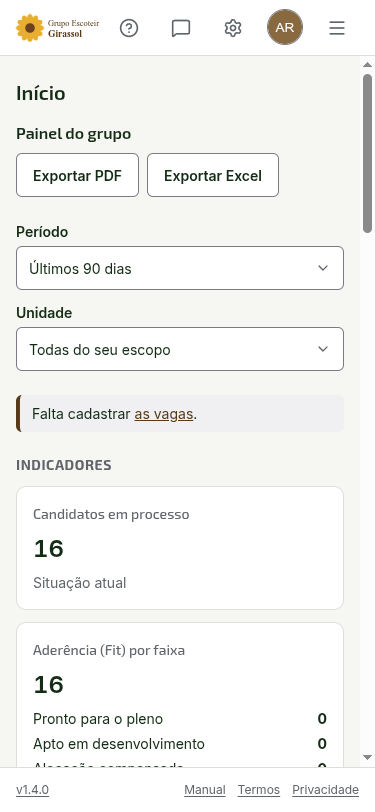 Grupo Escoteiro
Girassol
AR
Início
Painel do grupo
Exportar PDF
Exportar Excel
Período
Últimos 90 dias
Unidade
Todas do seu escopo
Falta cadastrar as vagas.
INDICADORES
Candidatos em processo
16
Situação atual
Aderência (Fit) por faixa
16
Pronto para o pleno 0
Apto em desenvolvimento 0
v1.4.0
Manual
Termos
Privacidade